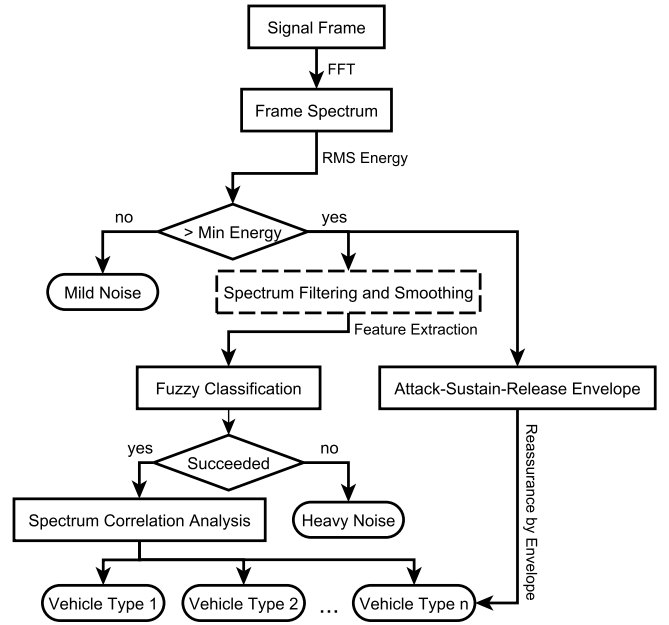 Signal Frame
FFT
Frame Spectrum
RMS Energy
no
> Min Energy
yes
Mild Noise
Spectrum Filtering and Smoothing
Feature Extraction
Fuzzy Classification
Attack-Sustain-Release Envelope
yes
Succeeded
no
Reassurance by Envelope
Spectrum Correlation Analysis
Heavy Noise
Vehicle Type 1
Vehicle Type 2
...
Vehicle Type n